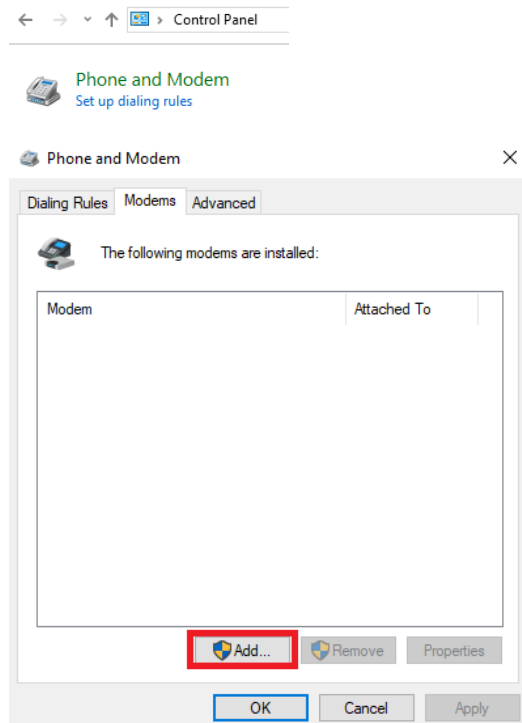 Control Panel
Phone and Modem
Set up dialing rules
Phone and Modem
Dialing Rules Modems Advanced
The following modems are installed:
Modem Attached To
Add... Remove Properties
OK Cancel Apply